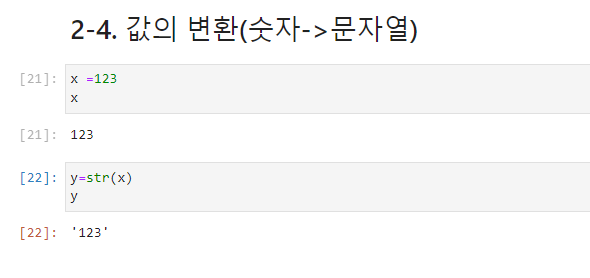 2-4. 값의 변환(숫자->문자열)
[21]: x =123
x
[21]: 123
[22]: y=str(x)
y
[22]: '123'